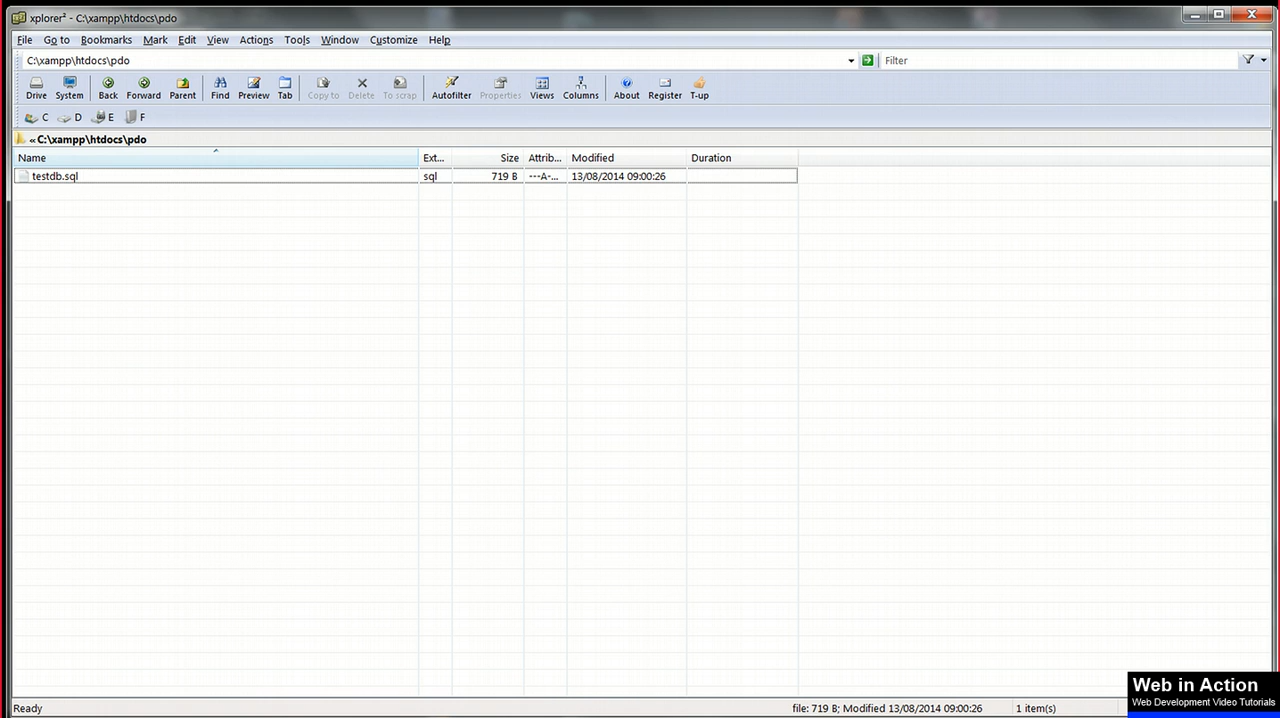 xplorer² - C:\xampp\htdocs\pdo
File Go to Bookmarks Mark Edit View Actions Tools Window Customize Help
C:\xampp\htdocs\pdo Filter
Drive System Back Forward Parent Find Preview Tab Copy to Delete To scrap Autofilter Properties Views Columns About Register T-up
C D E F
« C:\xampp\htdocs\pdo
Name Ext... Size Attrib... Modified Duration
testdb.sql sql 719 B ---A-... 13/08/2014 09:00:26
Ready file: 719 B; Modified 13/08/2014 09:00:26 1 item(s)
Web in Action
Web Development Video Tutorials